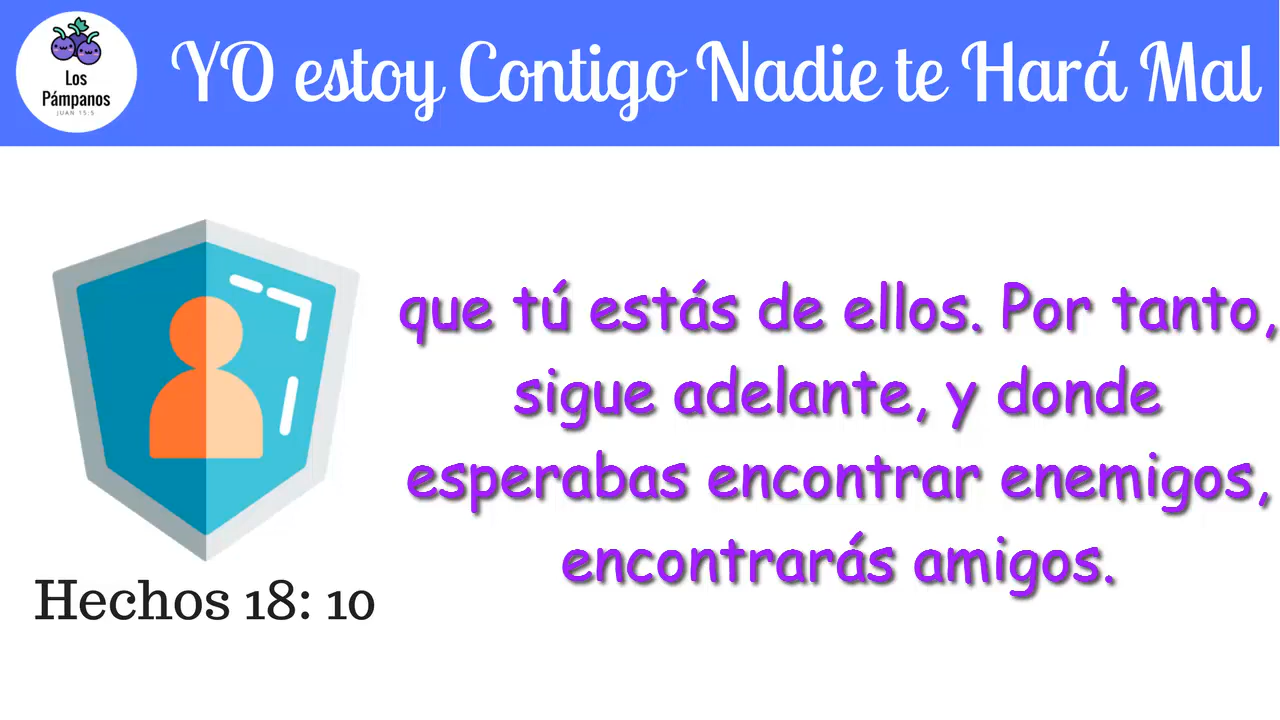 Los
Pámpanos
JUAN 15:5
YO estoy Contigo Nadie te Hará Mal
que tú estás de ellos. Por tanto,
sigue adelante, y donde
esperabas encontrar enemigos,
encontrarás amigos.
Hechos 18: 10